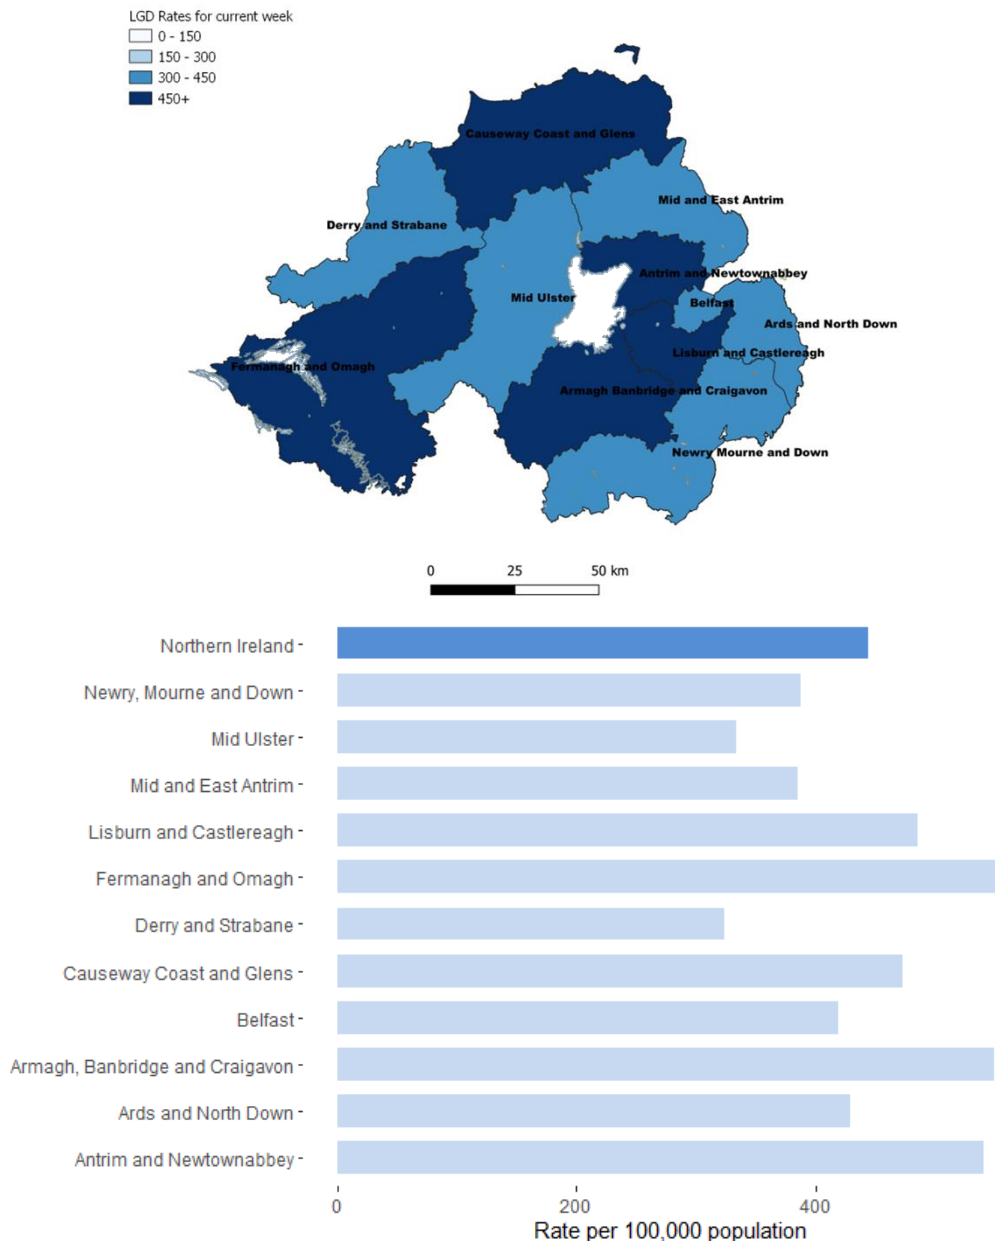 LGD Rates for current week
0 - 150
150 - 300
300 - 450
450+
Causeway Coast and Glens
Mid and East Antrim
Derry and Strabane
Antrim and Newtownabbey
Mid Ulster
Belfast
Ards and North Down
Lisburn and Castlereagh
Fermanagh and Omagh
Armagh Banbridge and Craigavon
Newry Mourne and Down
0 25 50 km
Northern Ireland
Newry, Mourne and Down
Mid Ulster
Mid and East Antrim
Lisburn and Castlereagh
Fermanagh and Omagh
Derry and Strabane
Causeway Coast and Glens
Belfast
Armagh, Banbridge and Craigavon
Ards and North Down
Antrim and Newtownabbey
0 200 400
Rate per 100,000 population